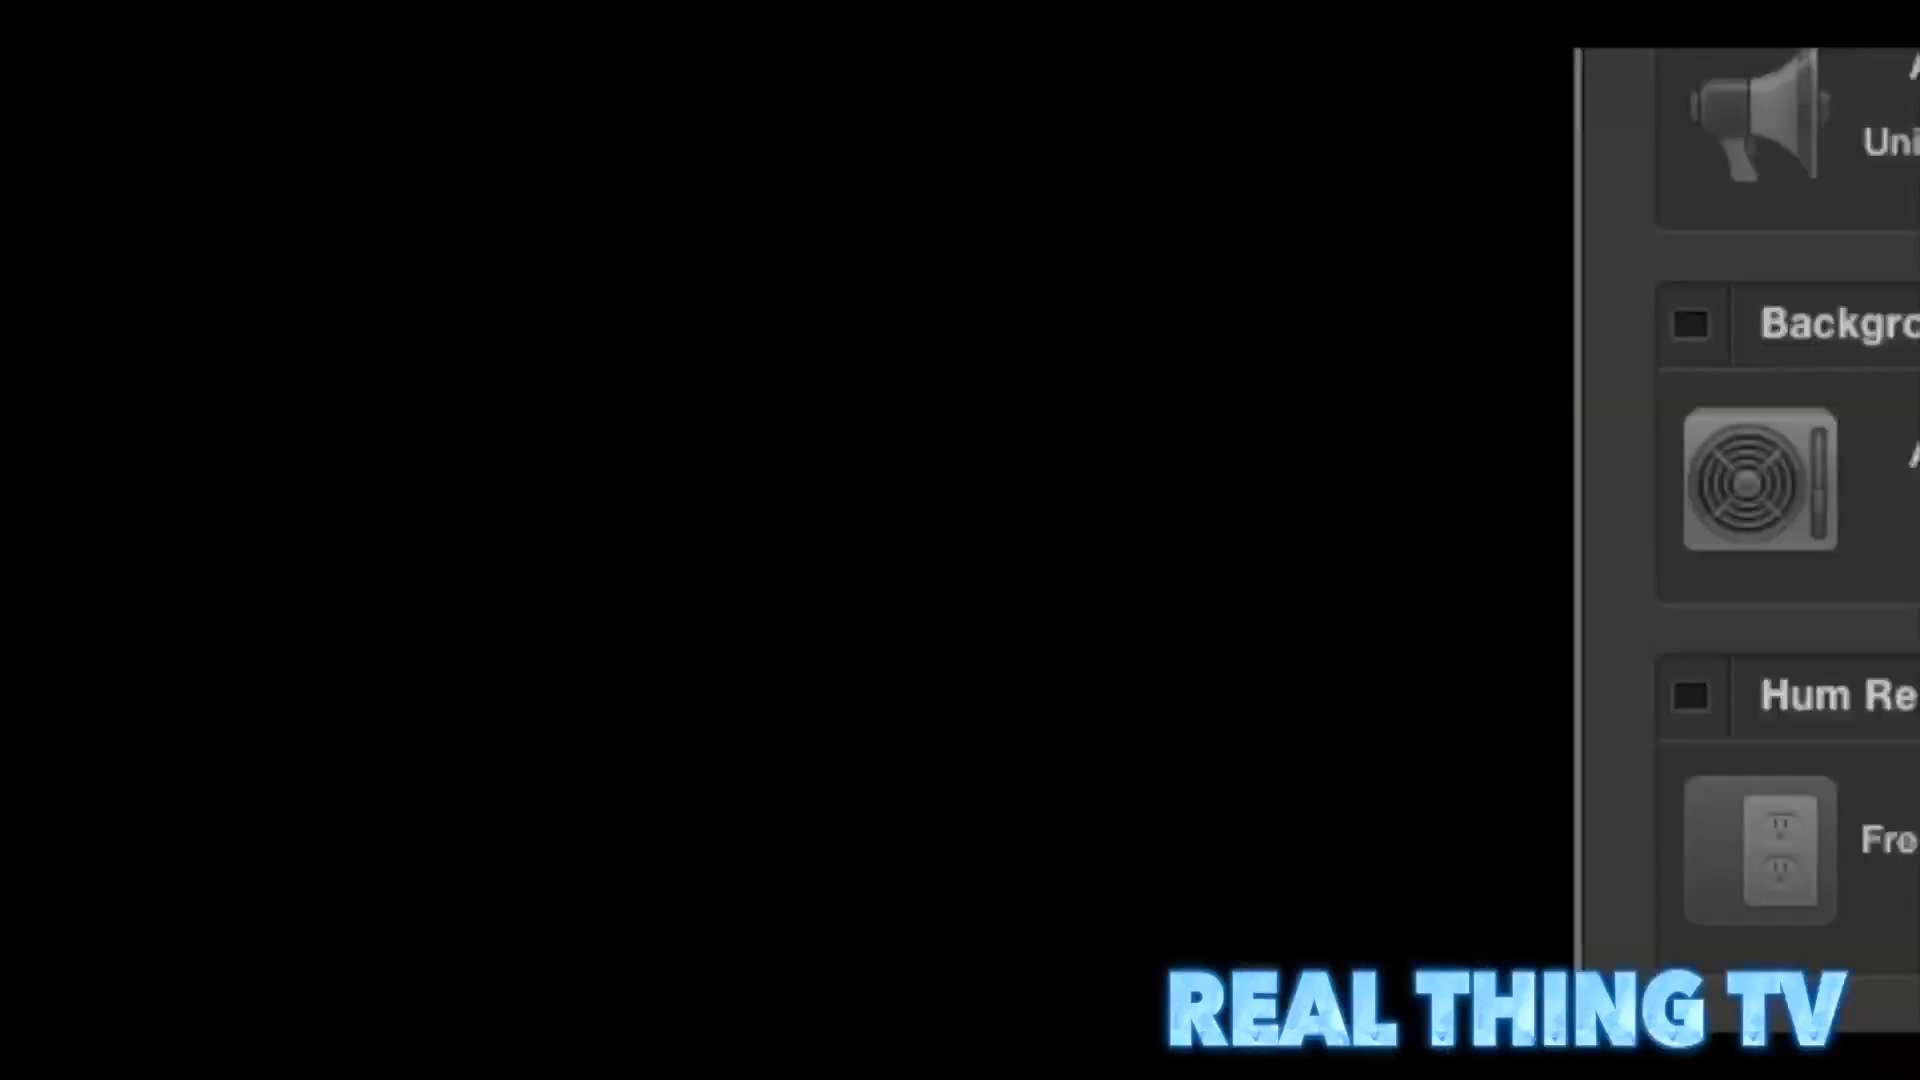 Uni
Backgro
Hum Re
Fre
REAL THING TV